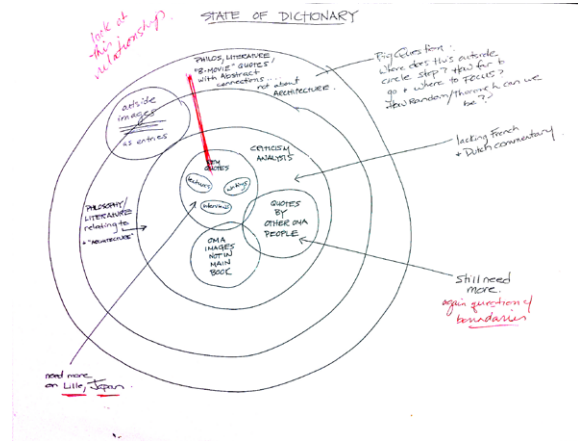 STATE OF DICTIONARY
look at
this
relationship
PHILOS, LITERATURE
"B-MOVIE" QUOTES/
with Abstract
connections...
not about
ARCHITECTURE.
Big Question:
where does this outside
circle stop? How far to
go + where to FOCUS?
How Random/ can we
be?
outside
images
as entries
CRITICISM
ANALYSIS
lacking French
+ Dutch commentary
KEY
QUOTES
lectures
writings
interviews
PHILOSOPHY/
LITERATURE
relating to
"ARCHITECTURE"
QUOTES
BY
OTHER OMA
PEOPLE
OMA
IMAGES
NOT IN
MAIN
BOOK
Still need
more.
again question of
boundaries
need more
on Lille, Japan.